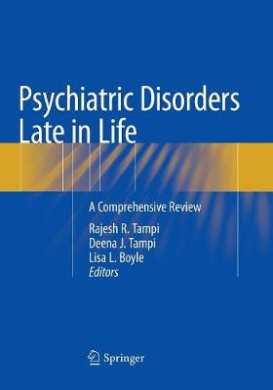 Psychiatric Disorders
Late in Life
A Comprehensive Review
Rajesh R. Tampi
Deena J. Tampi
Lisa L. Boyle
Editors
Springer